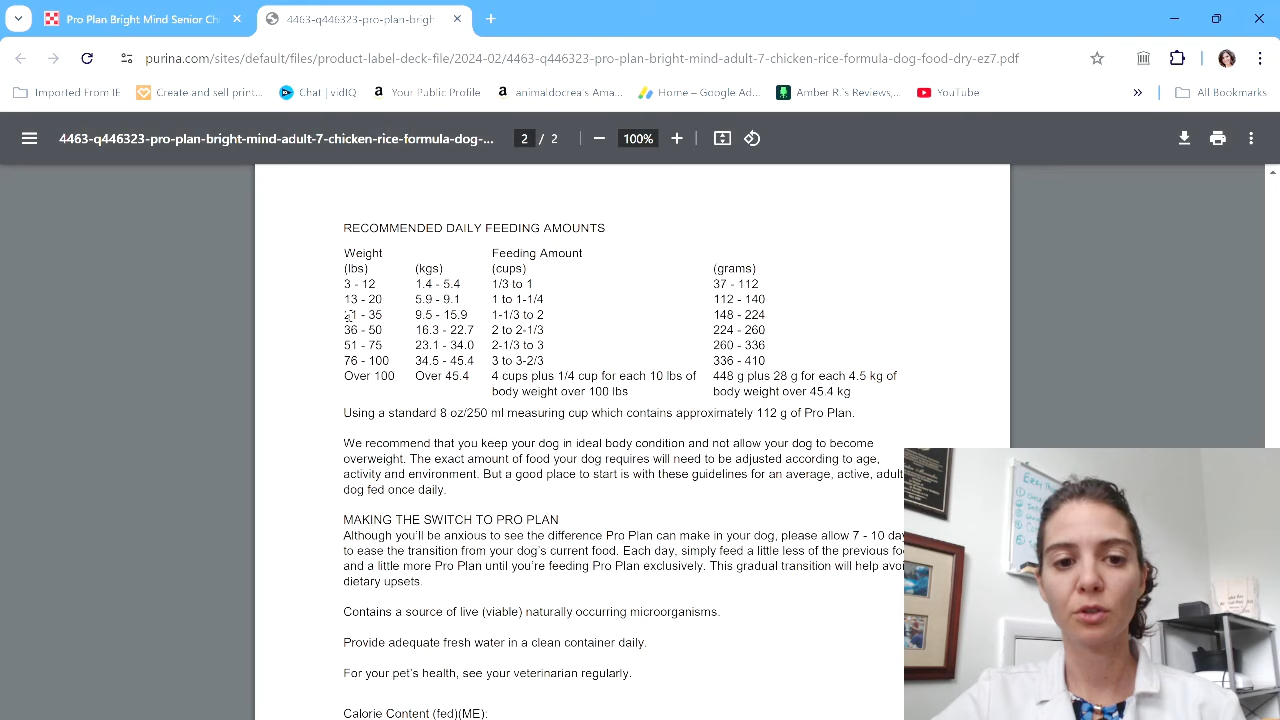 Pro Plan Bright Mind Senior Ch
4463-q446323-pro-plan-brigh
purina.com/sites/default/files/product-label-deck-file/2024-02/4463-q446323-pro-plan-bright-mind-adult-7-chicken-rice-formula-dog-food-dry-ez7.pdf
Imported From IE
Create and sell print...
Chat | vidIQ
Your Public Profile
animaldocrea's Ama...
Home – Google Ad...
Amber R.'s Reviews,...
YouTube
»
All Bookmarks
4463-q446323-pro-plan-bright-mind-adult-7-chicken-rice-formula-dog-...
2 / 2
100%
RECOMMENDED DAILY FEEDING AMOUNTS
Weight Feeding Amount
(lbs) (kgs) (cups) (grams)
3 - 12 1.4 - 5.4 1/3 to 1 37 - 112
13 - 20 5.9 - 9.1 1 to 1-1/4 112 - 140
21 - 35 9.5 - 15.9 1-1/3 to 2 148 - 224
36 - 50 16.3 - 22.7 2 to 2-1/3 224 - 260
51 - 75 23.1 - 34.0 2-1/3 to 3 260 - 336
76 - 100 34.5 - 45.4 3 to 3-2/3 336 - 410
Over 100 Over 45.4 4 cups plus 1/4 cup for each 10 lbs of 448 g plus 28 g for each 4.5 kg of
body weight over 100 lbs body weight over 45.4 kg
Using a standard 8 oz/250 ml measuring cup which contains approximately 112 g of Pro Plan.
We recommend that you keep your dog in ideal body condition and not allow your dog to become
overweight. The exact amount of food your dog requires will need to be adjusted according to age,
activity and environment. But a good place to start is with these guidelines for an average, active, adult
dog fed once daily.
MAKING THE SWITCH TO PRO PLAN
Although you'll be anxious to see the difference Pro Plan can make in your dog, please allow 7 - 10 day
to ease the transition from your dog's current food. Each day, simply feed a little less of the previous fo
and a little more Pro Plan until you're feeding Pro Plan exclusively. This gradual transition will help avoi
dietary upsets.
Contains a source of live (viable) naturally occurring microorganisms.
Provide adequate fresh water in a clean container daily.
For your pet's health, see your veterinarian regularly.
Calorie Content (fed)(ME):